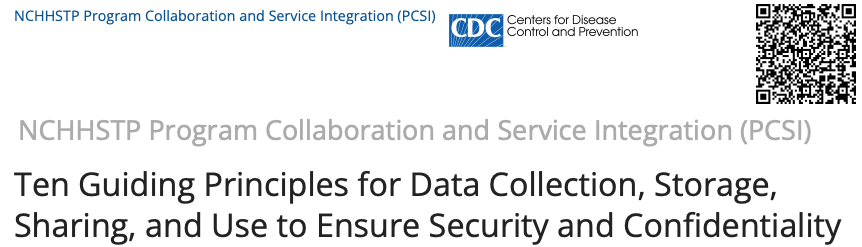 NCHHSTP Program Collaboration and Service Integration (PCSI)
CDC
Centers for Disease
Control and Prevention
NCHHSTP Program Collaboration and Service Integration (PCSI)
Ten Guiding Principles for Data Collection, Storage,
Sharing, and Use to Ensure Security and Confidentiality